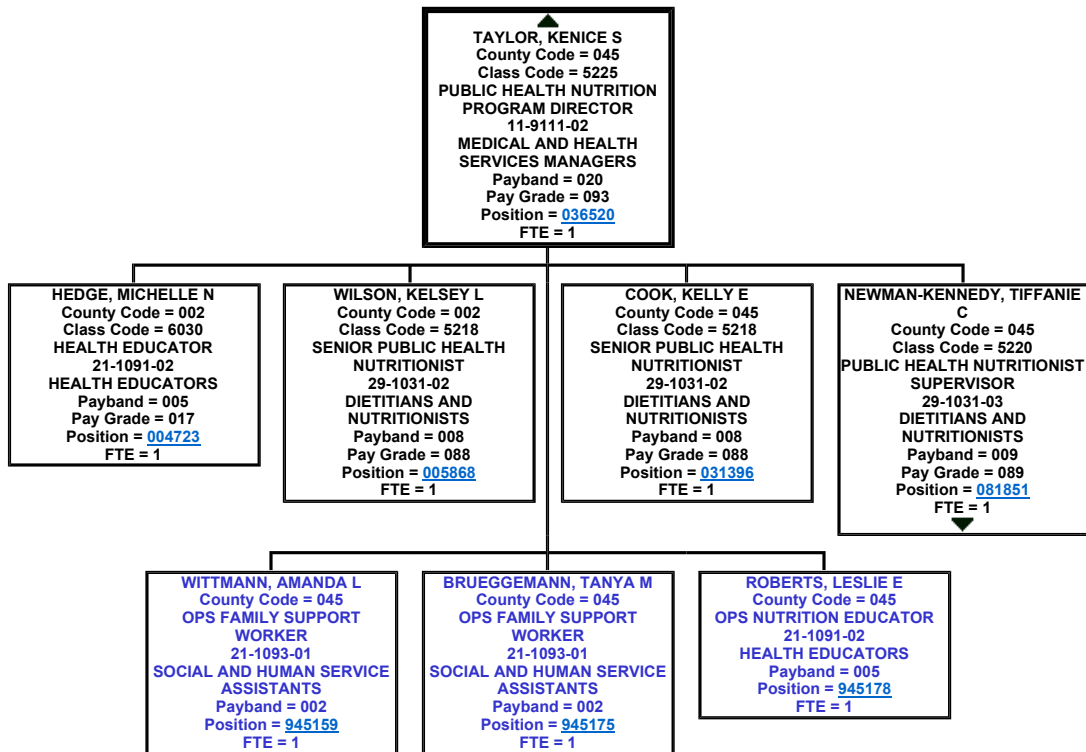 TAYLOR, KENICE S
County Code = 045
Class Code = 5225
PUBLIC HEALTH NUTRITION
PROGRAM DIRECTOR
11-9111-02
MEDICAL AND HEALTH
SERVICES MANAGERS
Payband = 020
Pay Grade = 093
Position = 036520
FTE = 1
HEDGE, MICHELLE N
County Code = 002
Class Code = 6030
HEALTH EDUCATOR
21-1091-02
HEALTH EDUCATORS
Payband = 005
Pay Grade = 017
Position = 004723
FTE = 1
WILSON, KELSEY L
County Code = 002
Class Code = 5218
SENIOR PUBLIC HEALTH
NUTRITIONIST
29-1031-02
DIETITIANS AND
NUTRITIONISTS
Payband = 008
Pay Grade = 088
Position = 005868
FTE = 1
COOK, KELLY E
County Code = 045
Class Code = 5218
SENIOR PUBLIC HEALTH
NUTRITIONIST
29-1031-02
DIETITIANS AND
NUTRITIONISTS
Payband = 008
Pay Grade = 088
Position = 031396
FTE = 1
NEWMAN-KENNEDY, TIFFANIE
C
County Code = 045
Class Code = 5220
PUBLIC HEALTH NUTRITIONIST
SUPERVISOR
29-1031-03
DIETITIANS AND
NUTRITIONISTS
Payband = 009
Pay Grade = 089
Position = 081851
FTE = 1
WITTMANN, AMANDA L
County Code = 045
OPS FAMILY SUPPORT
WORKER
21-1093-01
SOCIAL AND HUMAN SERVICE
ASSISTANTS
Payband = 002
Position = 945159
FTE = 1
BRUEGGEMANN, TANYA M
County Code = 045
OPS FAMILY SUPPORT
WORKER
21-1093-01
SOCIAL AND HUMAN SERVICE
ASSISTANTS
Payband = 002
Position = 945175
FTE = 1
ROBERTS, LESLIE E
County Code = 045
OPS NUTRITION EDUCATOR
21-1091-02
HEALTH EDUCATORS
Payband = 005
Position = 945178
FTE = 1